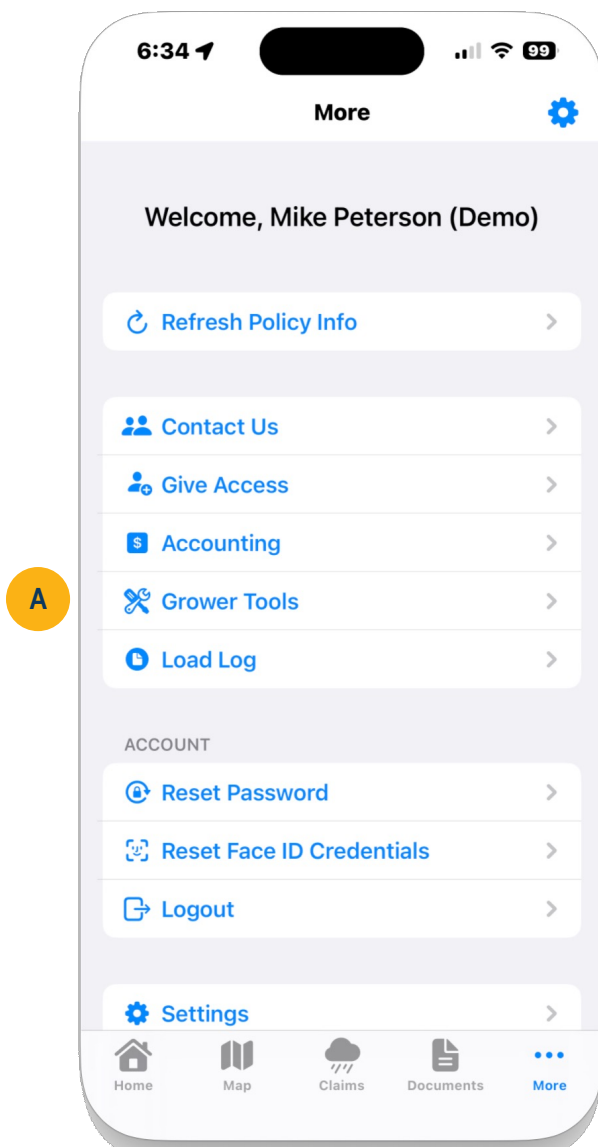 6:34
99
More
Welcome, Mike Peterson (Demo)
Refresh Policy Info
Contact Us
Give Access
$ Accounting
A
Grower Tools
Load Log
ACCOUNT
Reset Password
Reset Face ID Credentials
Logout
Settings
Home Map Claims Documents More